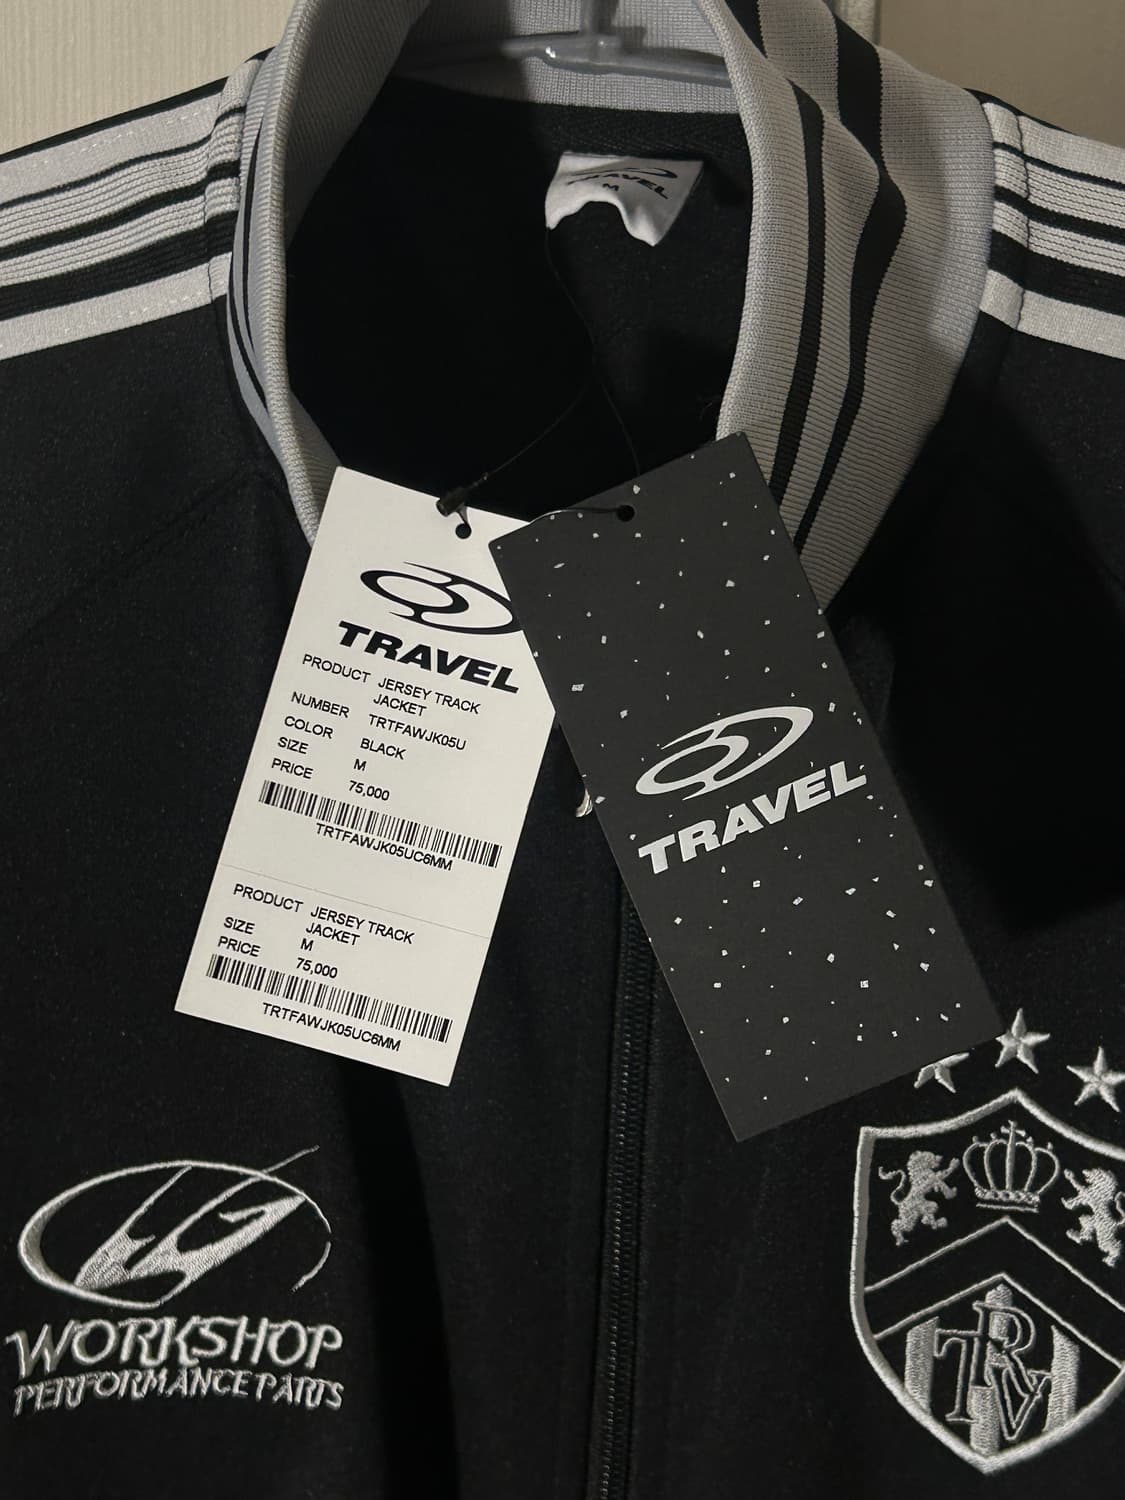 TRAVEL
M
TRAVEL
PRODUCT JERSEY TRACK
JACKET
NUMBER TRTFAWJK05U
COLOR BLACK
SIZE M
PRICE 75,000
TRTFAWJK05UC6MM
PRODUCT JERSEY TRACK
JACKET
SIZE M
PRICE 75,000
TRTFAWJK05UC6MM
TRAVEL
WORKSHOP
PERFORMANCE PARTS
TRV